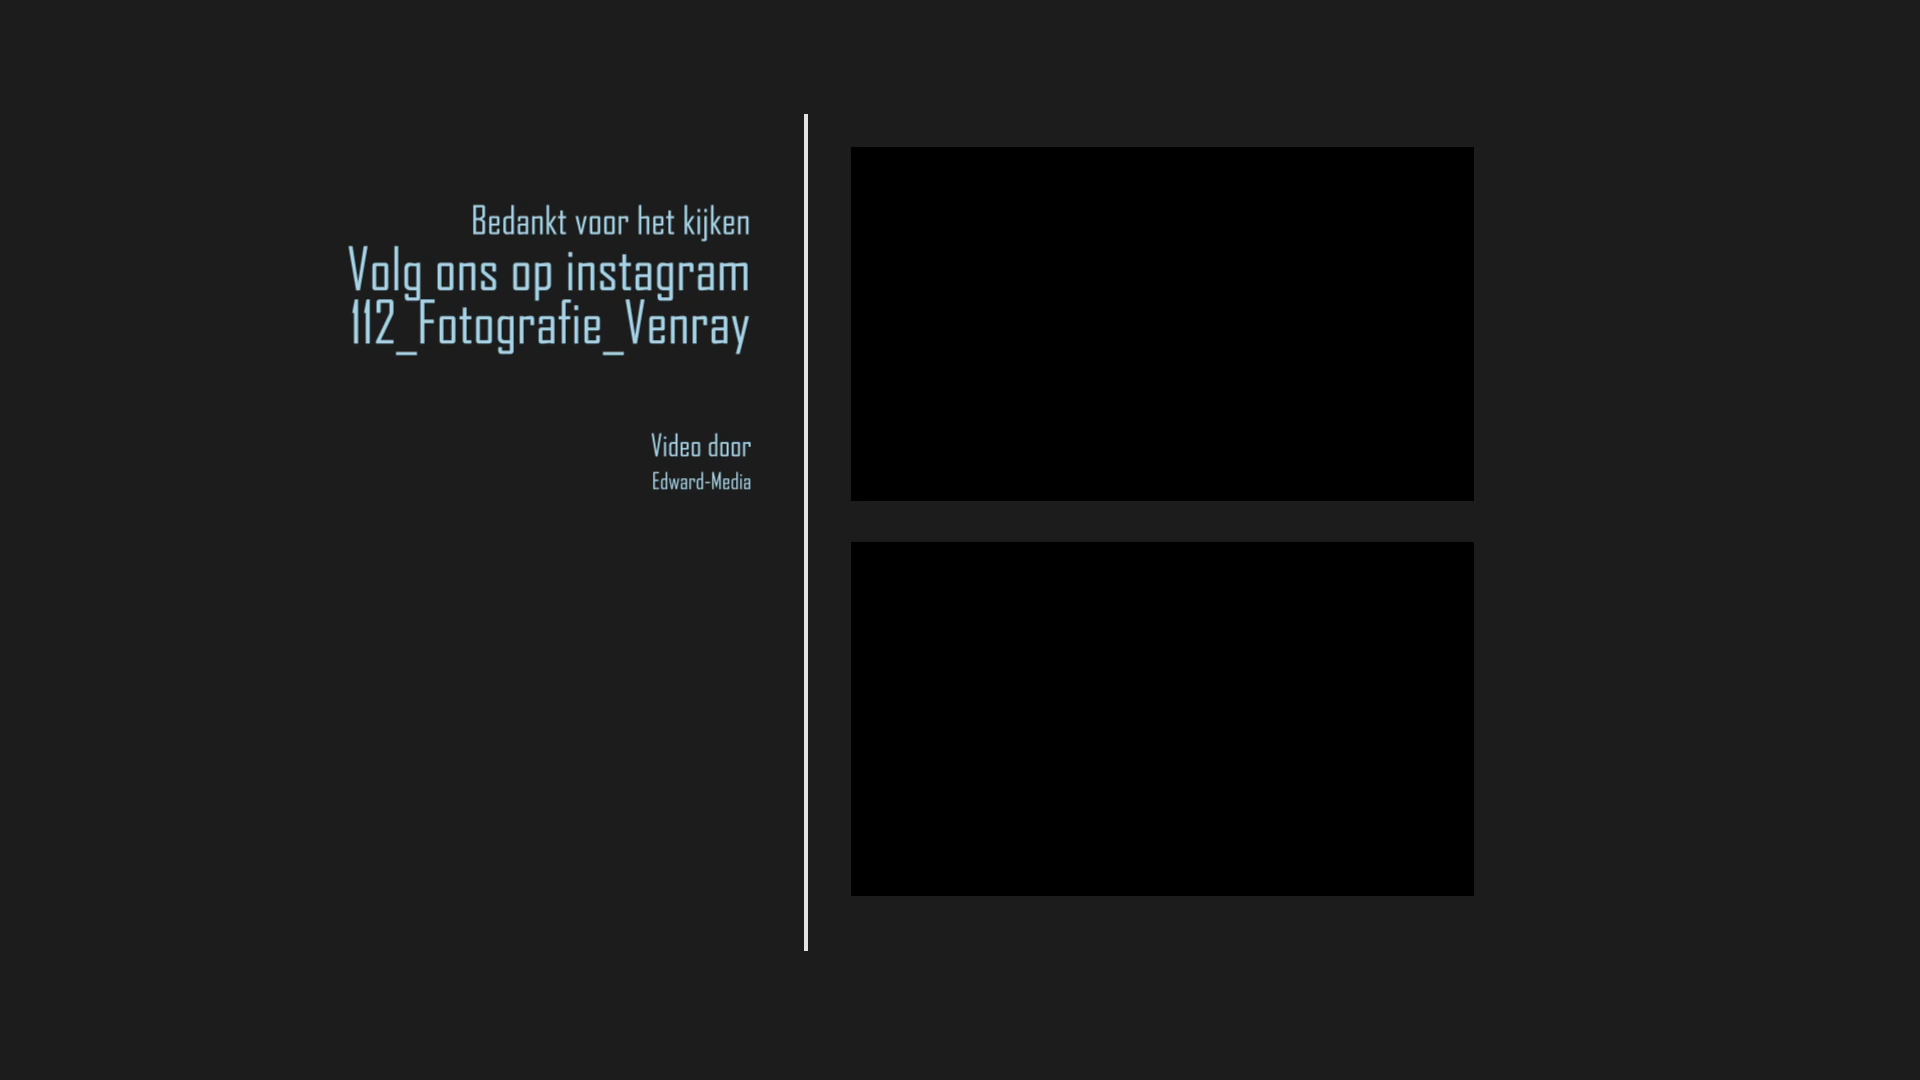 Bedankt voor het kijken
Volg ons op instagram
112_Fotografie_Venray
Video door
Edward-Media